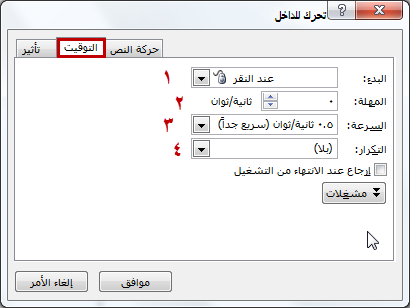 تحرك للداخل
تأثير التوقيت حركة النص
البدء: عند النقر ١
المهلة: ٠ ثانية/ثوان ٢
السرعة: ٠.٥ ثانية/ثوان (سريع جداً) ٣
التكرار: (بلا) ٤
إرجاع عند الانتهاء من التشغيل
مشغلات
موافق إلغاء الأمر